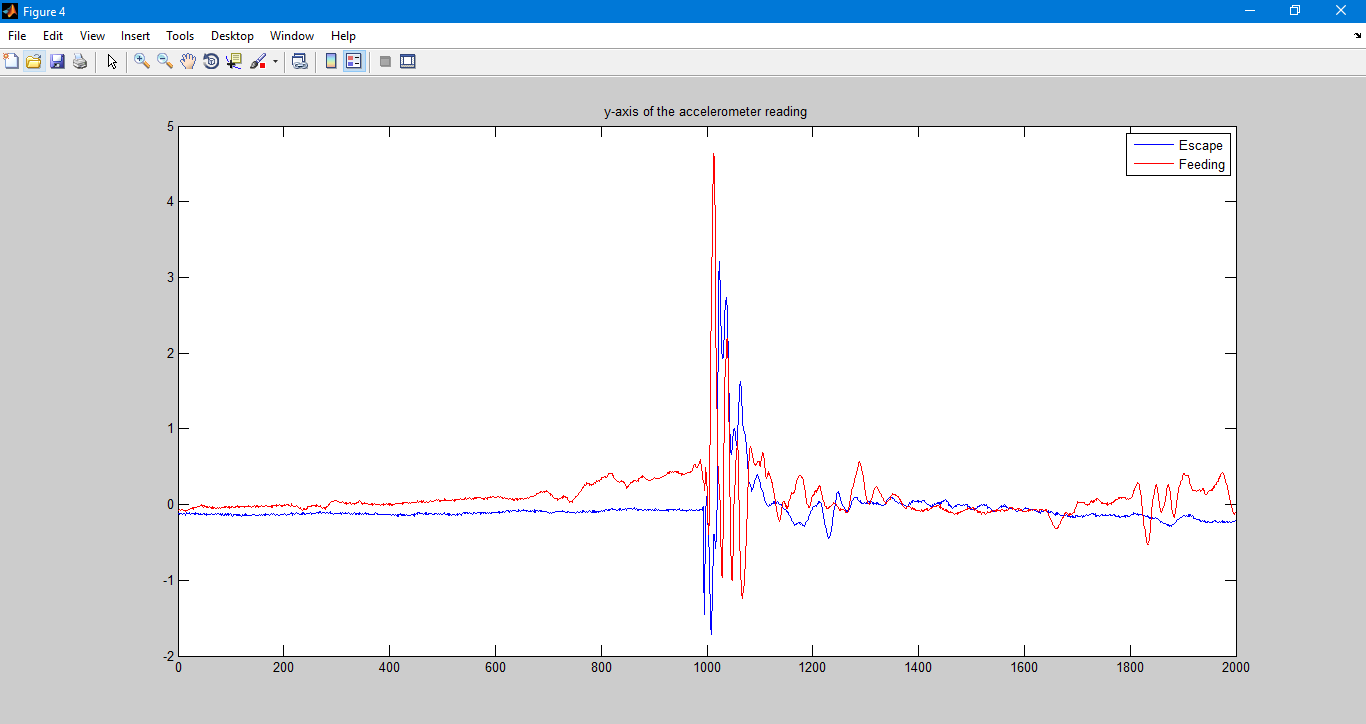 Figure 4
File Edit View Insert Tools Desktop Window Help
y-axis of the accelerometer reading
5
4
3
2
1
0
-1
-2
Escape
Feeding
0 200 400 600 800 1000 1200 1400 1600 1800 2000